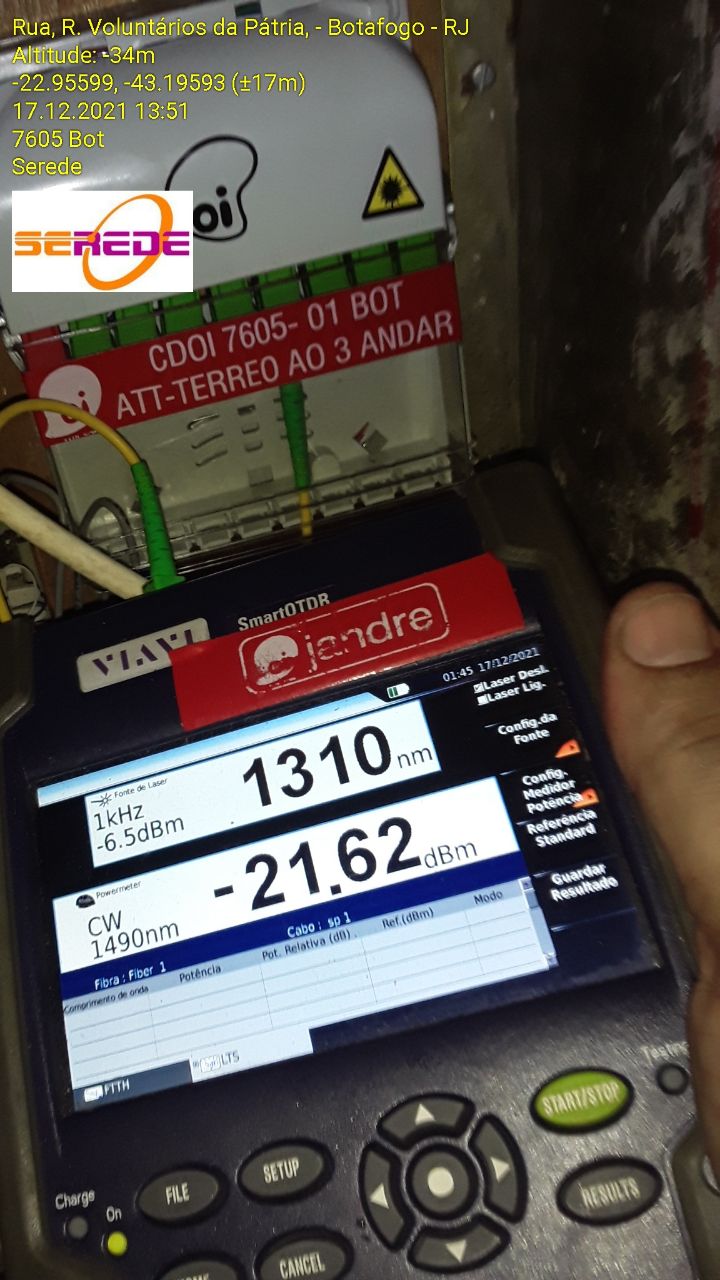 Rua, R. Voluntários da Pátria, - Botafogo - RJ
Altitude: -34m
-22.95599, -43.19593 (±17m)
17.12.2021 13:51
7605 Bot
Serede
oi
SEREDE
CDOI 7605- 01 BOT
ATT-TERREO AO 3 ANDAR
oi
SmartOTDR
VIAVI
jandre
01:45 17/12/2021
Laser Desl.
Laser Lig.
Fonte de Laser
1310 nm
1kHz
-6.5dBm
Config.da
Fonte
Config.
Medidor
Potência
Powermeter
-21.62 dBm
CW
1490nm
Referência
Standard
Guardar
Resultado
Fibra : Fiber 1
Cabo : sp 1
Comprimento de onda
Potência
Pot. Relativa (dB)
Ref.(dBm)
Modo
FTTH
LTS
START/STOP
Charge
On
FILE
SETUP
RESULTS
CANCEL